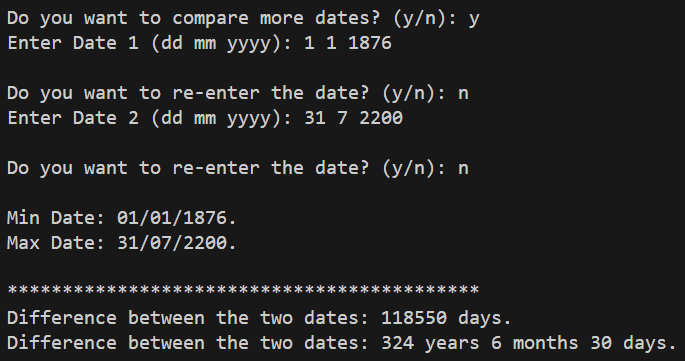 Do you want to compare more dates? (y/n): y
Enter Date 1 (dd mm yyyy): 1 1 1876
Do you want to re-enter the date? (y/n): n
Enter Date 2 (dd mm yyyy): 31 7 2200
Do you want to re-enter the date? (y/n): n
Min Date: 01/01/1876.
Max Date: 31/07/2200.
*******************************************
Difference between the two dates: 118550 days.
Difference between the two dates: 324 years 6 months 30 days.